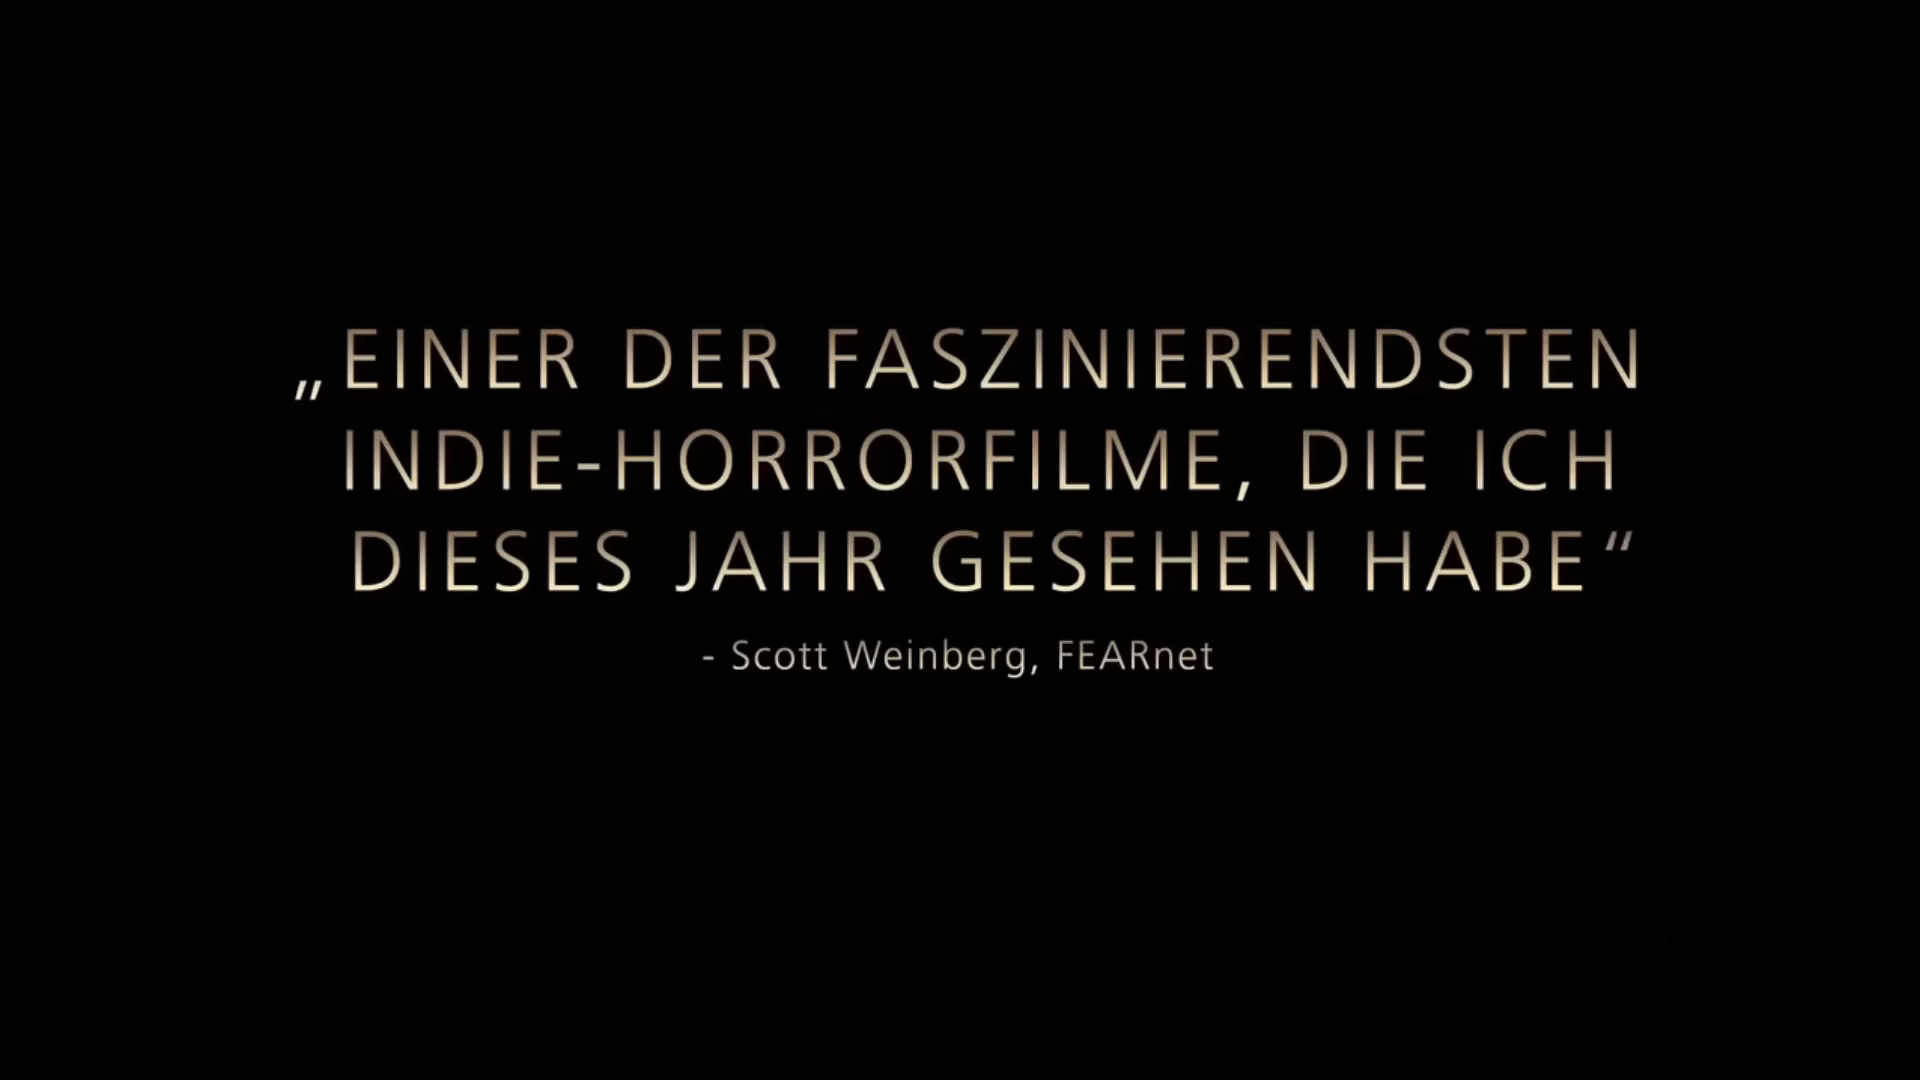 „EINER DER FASZINIERENDSTEN
INDIE-HORRORFILME, DIE ICH
DIESES JAHR GESEHEN HABE“
- Scott Weinberg, FEARnet